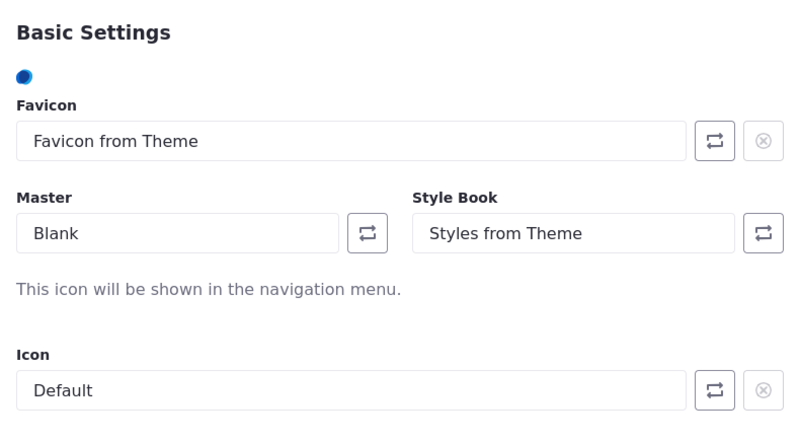 Basic Settings
Favicon
Favicon from Theme
Master
Style Book
Blank
Styles from Theme
This icon will be shown in the navigation menu.
Icon
Default